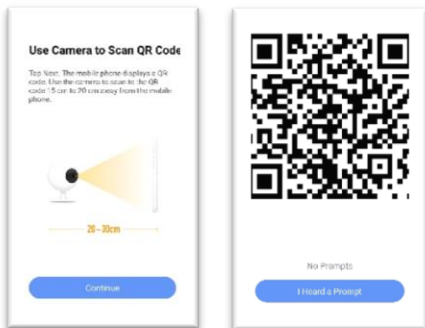 Use Camera to Scan QR Code
Tap Next. The mobile phone displays a QR
code. Use the camera to scan to the QR
code 15 cm to 20 cm away from the mobile
phone.
20~30cm
Continue
No Prompts
I Heard a Prompt